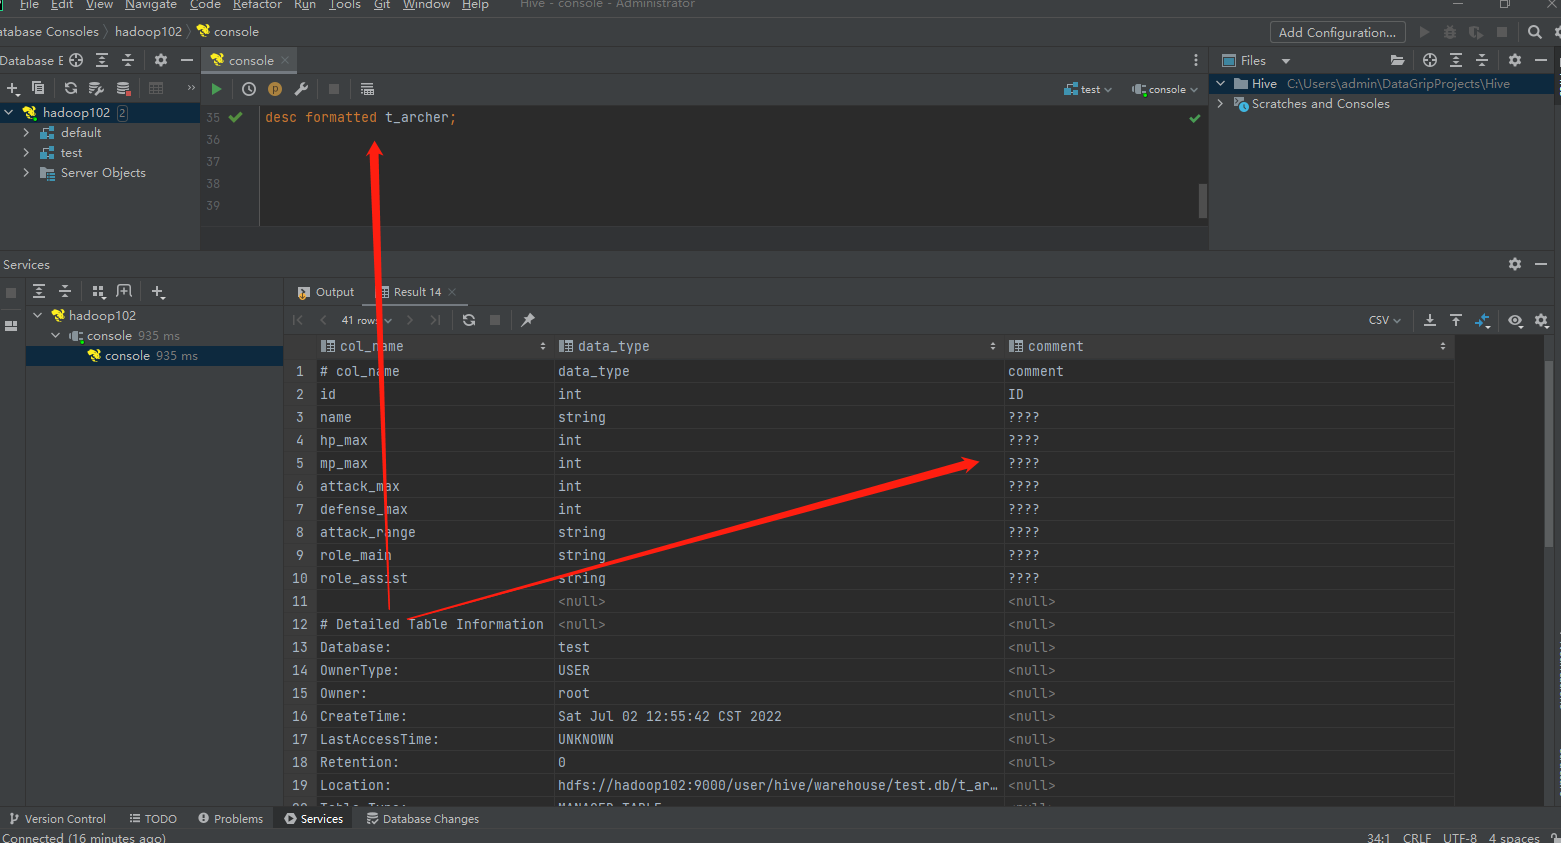 File Edit View Navigate Code Refactor Run Tools Git Window Help Hive - console - Administrator
atabase Consoles hadoop102 console Add Configuration...
Database E console Files
test console
hadoop102 2 35 desc formatted t_archer; Hive C:\Users\admin\DataGripProjects\Hive
default 36 Scratches and Consoles
test 37
Server Objects 38
39
Services
Output Result 14
hadoop102 41 rows CSV
console 935 ms
console 935 ms
col_name data_type comment
1 # col_name data_type comment
2 id int ID
3 name string ????
4 hp_max int ????
5 mp_max int ????
6 attack_max int ????
7 defense_max int ????
8 attack_range string ????
9 role_main string ????
10 role_assist string ????
11 <null> <null>
12 # Detailed Table Information <null> <null>
13 Database: test <null>
14 OwnerType: USER <null>
15 Owner: root <null>
16 CreateTime: Sat Jul 02 12:55:42 CST 2022 <null>
17 LastAccessTime: UNKNOWN <null>
18 Retention: 0 <null>
19 Location: hdfs://hadoop102:9000/user/hive/warehouse/test.db/t_ar... <null>
20 Table Type: MANAGED_TABLE <null>
Version Control TODO Problems Services Database Changes
Connected (16 minutes ago) 34:1 CRLF UTF-8 4 spaces